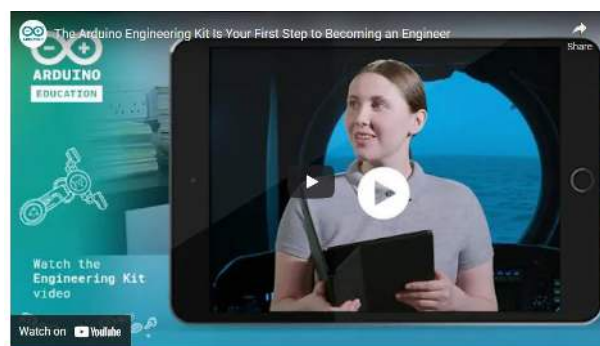 The Arduino Engineering Kit Is Your First Step to Becoming an Engineer
Share
ARDUINO
EDUCATION
Watch the
Engineering Kit
video
Watch on YouTube